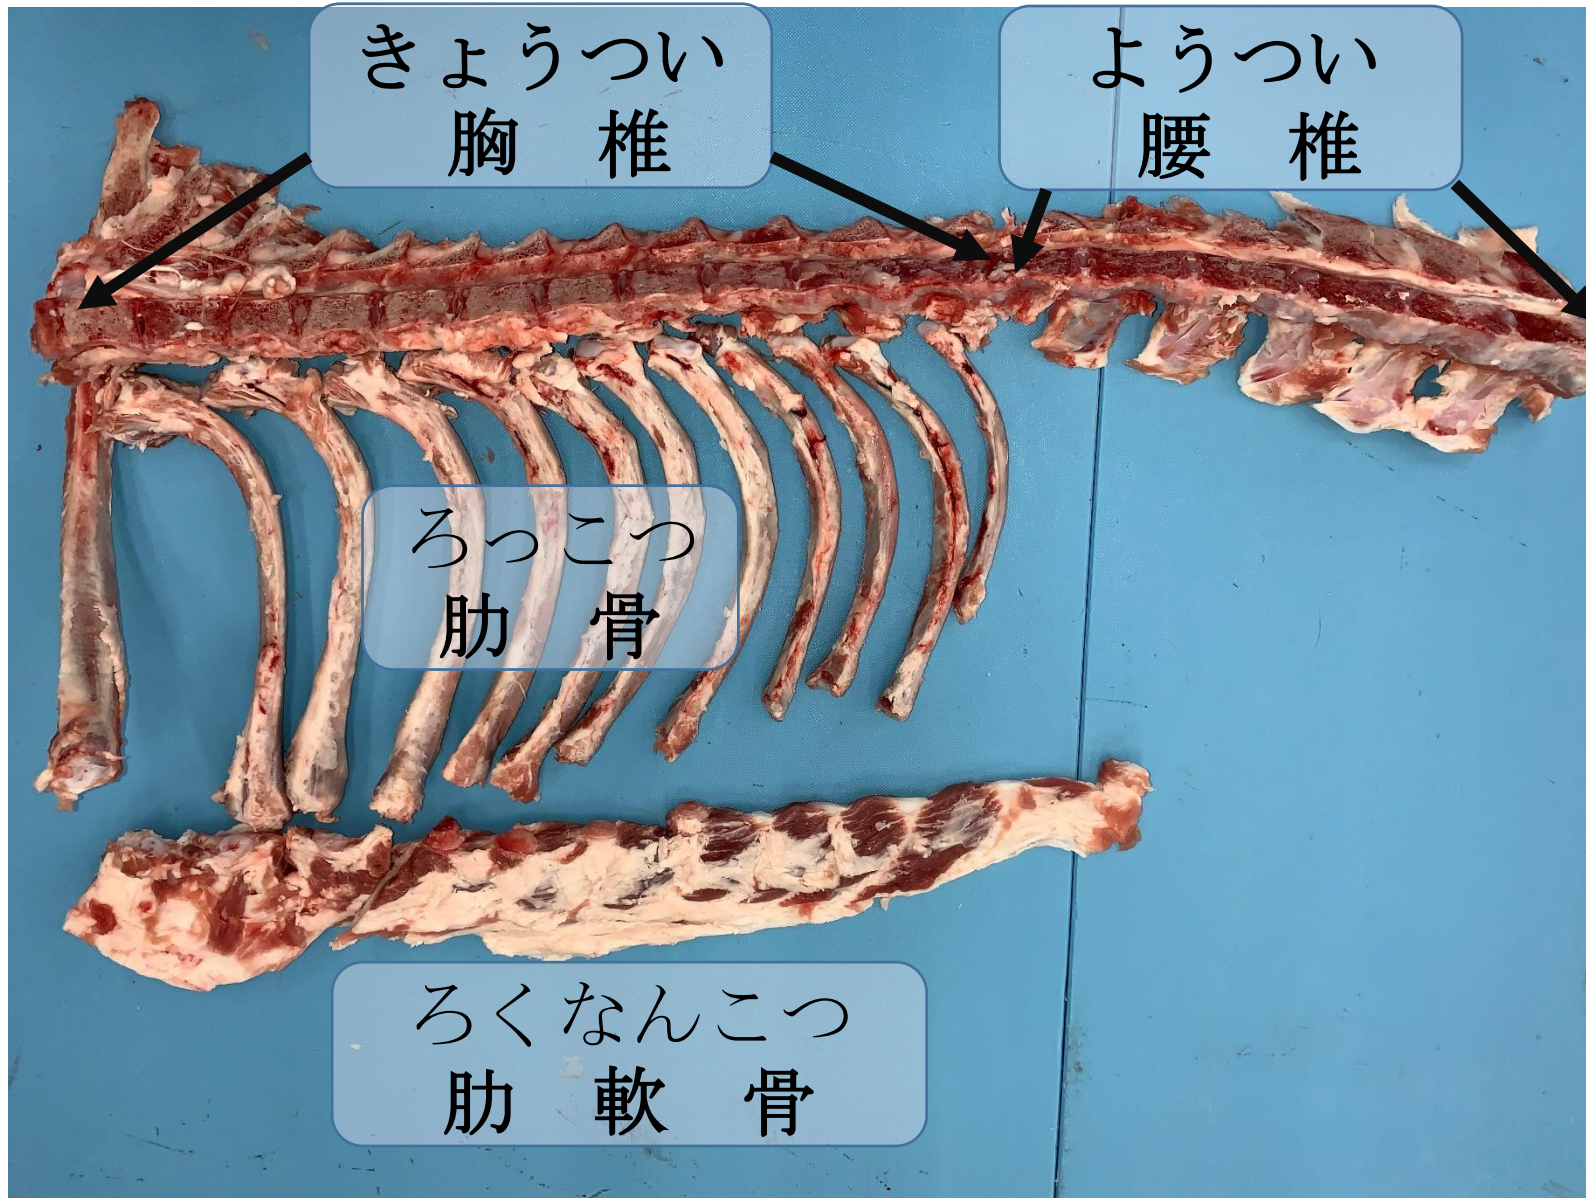 きょうつい
胸　椎
ようつい
腰　椎
ろっこつ
肋　骨
ろくなんこつ
肋　軟　骨